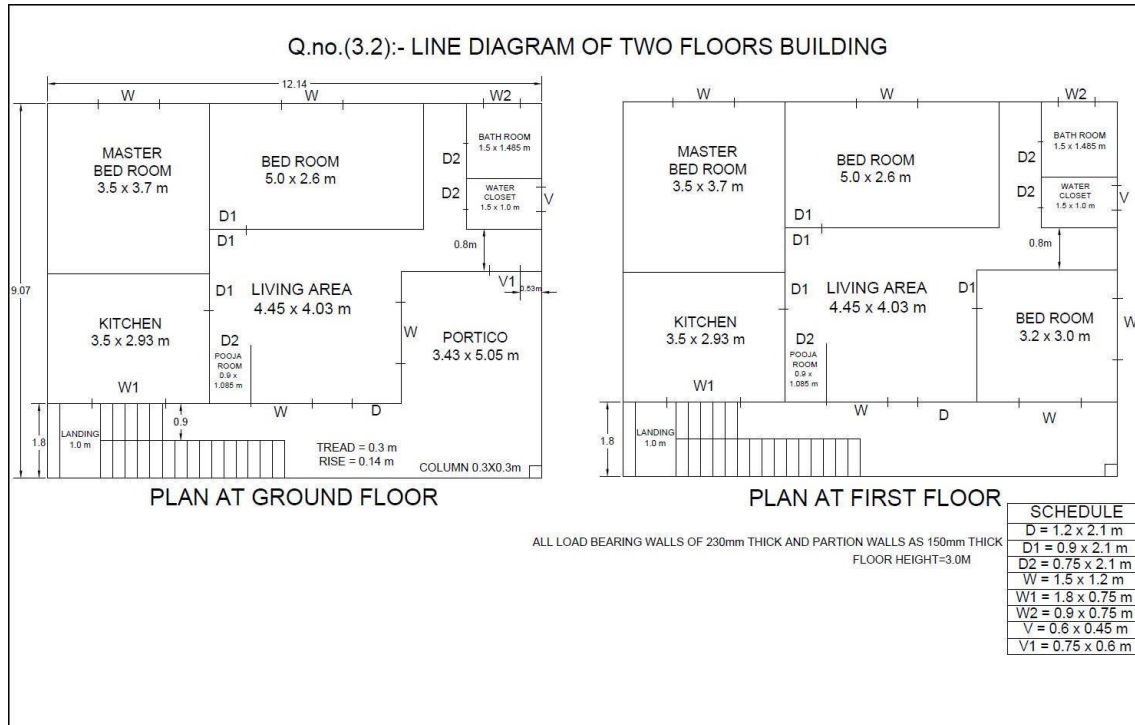 Q.no.(3.2):- LINE DIAGRAM OF TWO FLOORS BUILDING
12.14
W
W
W2
MASTER
BED ROOM
3.5 x 3.7 m
BED ROOM
5.0 x 2.6 m
D2
BATH ROOM
1.5 x 1.485 m
D2
WATER
CLOSET
1.5 x 1.0 m
V
D1
D1
0.8m
9.07
D1
LIVING AREA
4.45 x 4.03 m
V1
0.53m
KITCHEN
3.5 x 2.93 m
W
PORTICO
3.43 x 5.05 m
D2
POOJA
ROOM
0.9 x
1.085 m
W1
W
D
1.8
LANDING
1.0 m
0.9
TREAD = 0.3 m
RISE = 0.14 m
COLUMN 0.3X0.3m
PLAN AT GROUND FLOOR
W
W
W2
MASTER
BED ROOM
3.5 x 3.7 m
BED ROOM
5.0 x 2.6 m
D2
BATH ROOM
1.5 x 1.485 m
D2
WATER
CLOSET
1.5 x 1.0 m
V
D1
D1
0.8m
D1
LIVING AREA
4.45 x 4.03 m
D1
KITCHEN
3.5 x 2.93 m
BED ROOM
3.2 x 3.0 m
W
D2
POOJA
ROOM
0.9 x
1.085 m
W1
W
D
W
1.8
LANDING
1.0 m
PLAN AT FIRST FLOOR
ALL LOAD BEARING WALLS OF 230mm THICK AND PARTION WALLS AS 150mm THICK
FLOOR HEIGHT=3.0M
SCHEDULE
D = 1.2 x 2.1 m
D1 = 0.9 x 2.1 m
D2 = 0.75 x 2.1 m
W = 1.5 x 1.2 m
W1 = 1.8 x 0.75 m
W2 = 0.9 x 0.75 m
V = 0.6 x 0.45 m
V1 = 0.75 x 0.6 m